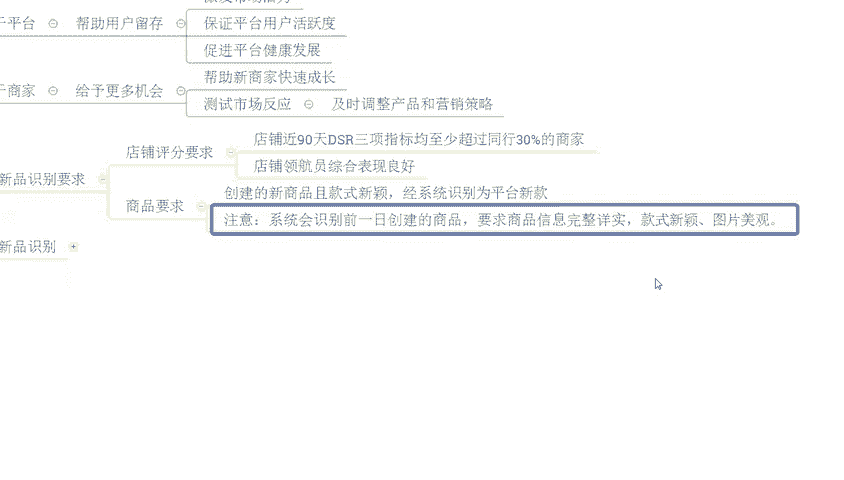 于平台
帮助用户留存
保证平台用户活跃度
促进平台健康发展
于商家
给予更多机会
帮助新商家快速成长
测试市场反应
及时调整产品和营销策略
新品识别要求
店铺评分要求
店铺近90天DSR三项指标均至少超过同行30%的商家
店铺领航员综合表现良好
商品要求
创建的新商品且款式新颖，经系统识别为平台新款
注意：系统会识别前一日创建的商品，要求商品信息完整详实，款式新颖、图片美观。
新品识别